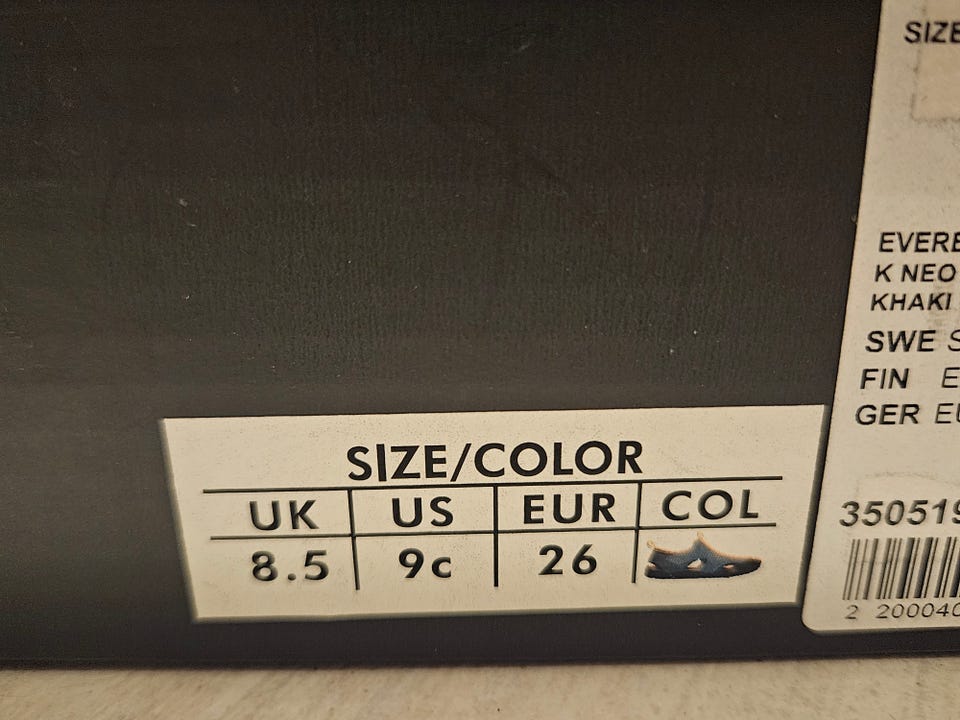 SIZE/COLOR
UK US EUR COL
8.5 9c 26
SIZE
EVERE
K NEO
KHAKI
SWE S
FIN E
GER EU
350519
2 200040